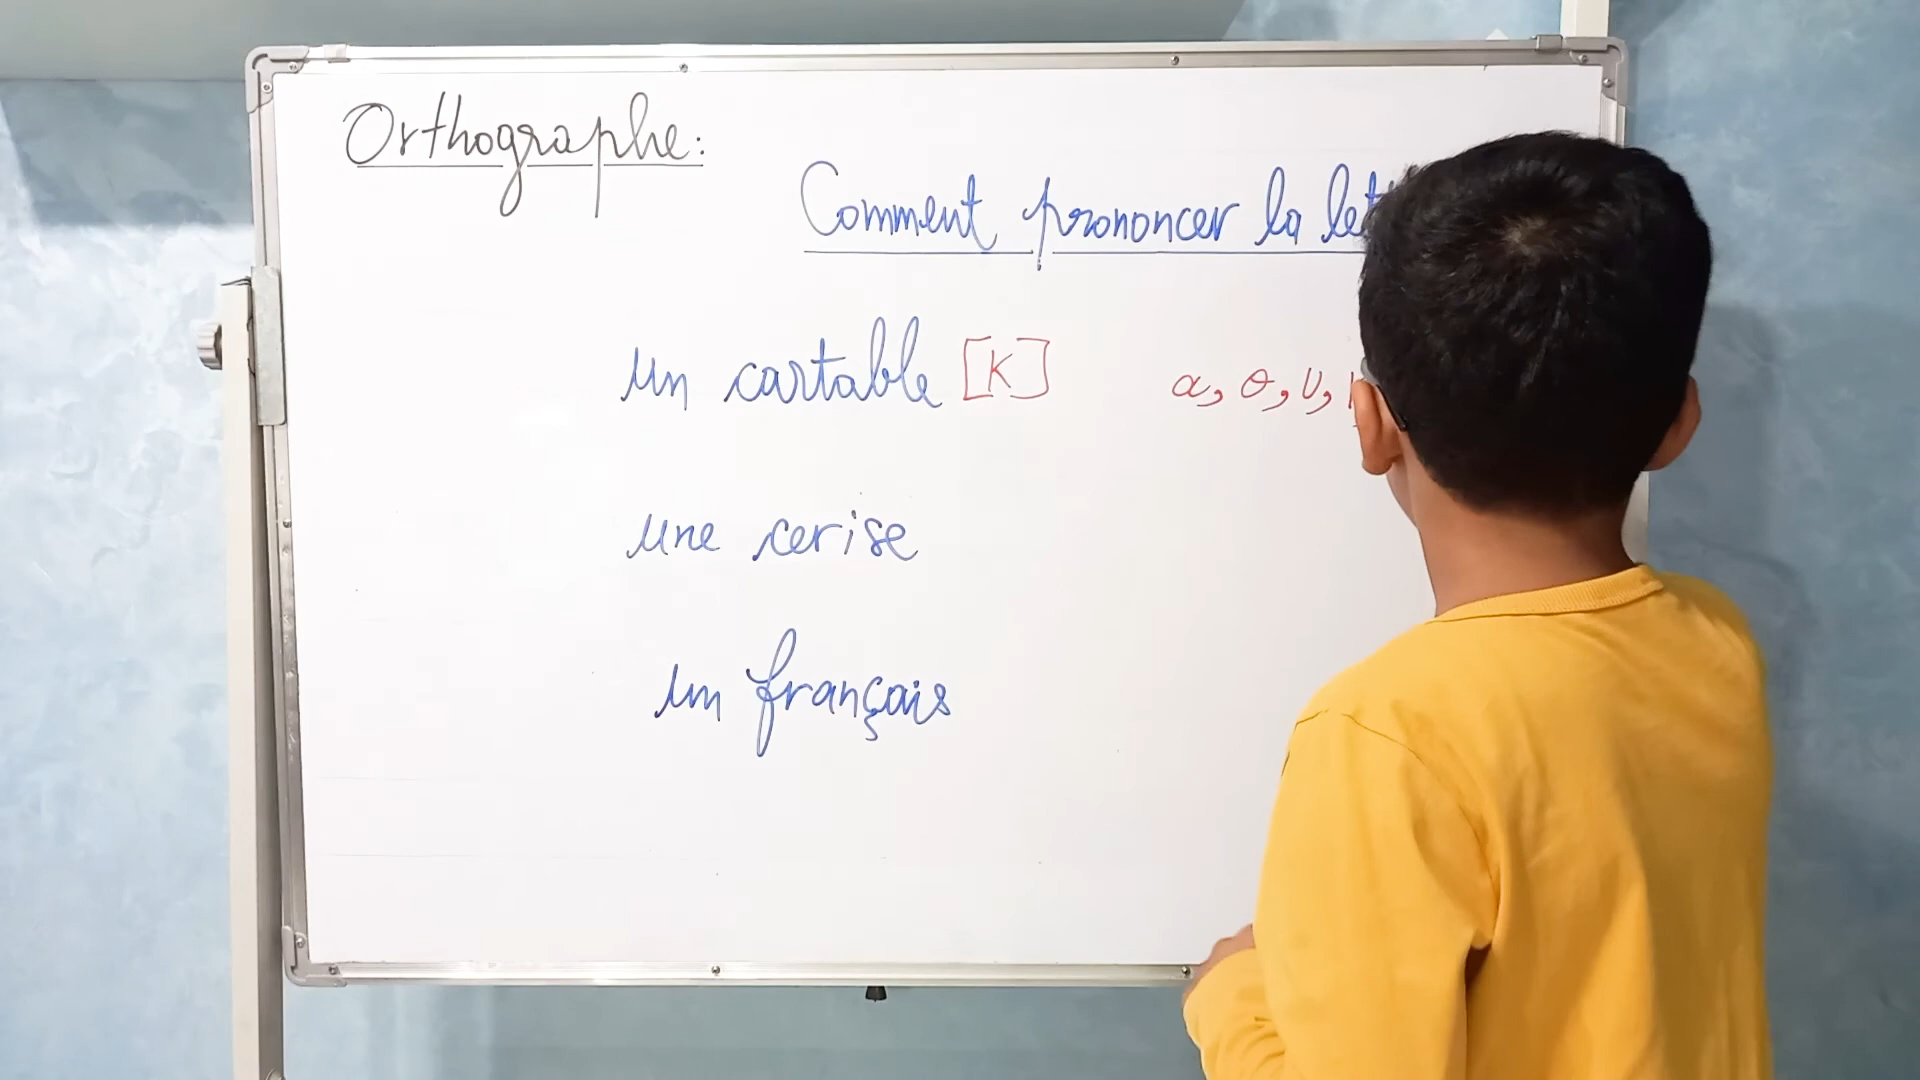 Orthographe:
Comment prononcer la
un cartable [K] a, o, u,
une cerise
un français